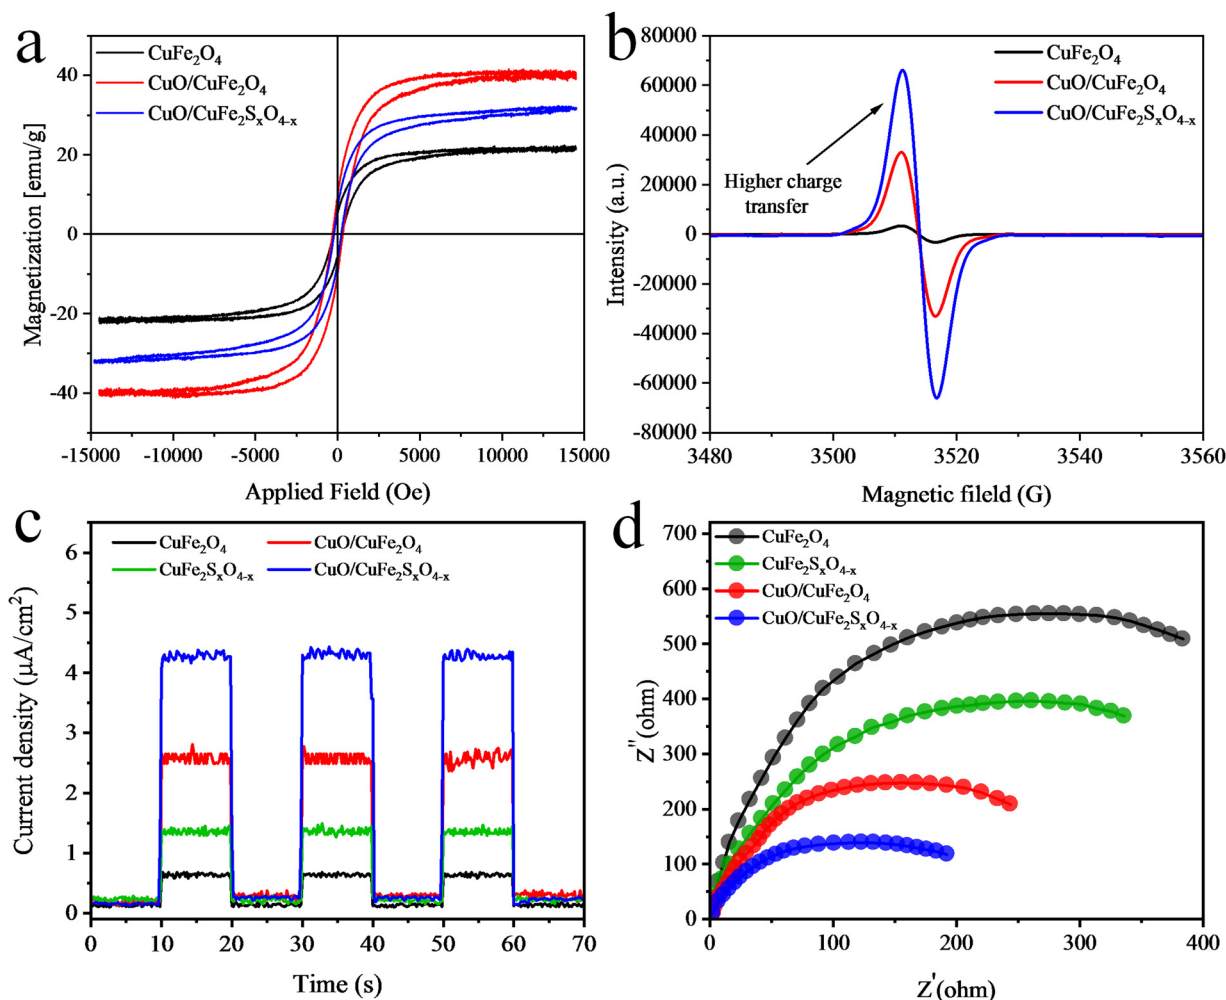 a
CuFe₂O₄
CuO/CuFe₂O₄
CuO/CuFe₂SₓO₄₋ₓ
Magnetization [emu/g]
40
20
0
-20
-40
-15000 -10000 -5000 0 5000 10000 15000
Applied Field (Oe)
b
CuFe₂O₄
CuO/CuFe₂O₄
CuO/CuFe₂SₓO₄₋ₓ
Higher charge
transfer
Intensity (a.u.)
80000
60000
40000
20000
0
-20000
-40000
-60000
-80000
3480 3500 3520 3540 3560
Magnetic fileld (G)
c
CuFe₂O₄ CuO/CuFe₂O₄
CuFe₂SₓO₄₋ₓ CuO/CuFe₂SₓO₄₋ₓ
Current density (μA/cm²)
6
5
4
3
2
1
0
0 10 20 30 40 50 60 70
Time (s)
d
CuFe₂O₄
CuFe₂SₓO₄₋ₓ
CuO/CuFe₂O₄
CuO/CuFe₂SₓO₄₋ₓ
Z''(ohm)
700
600
500
400
300
200
100
0
0 100 200 300 400
Z'(ohm)